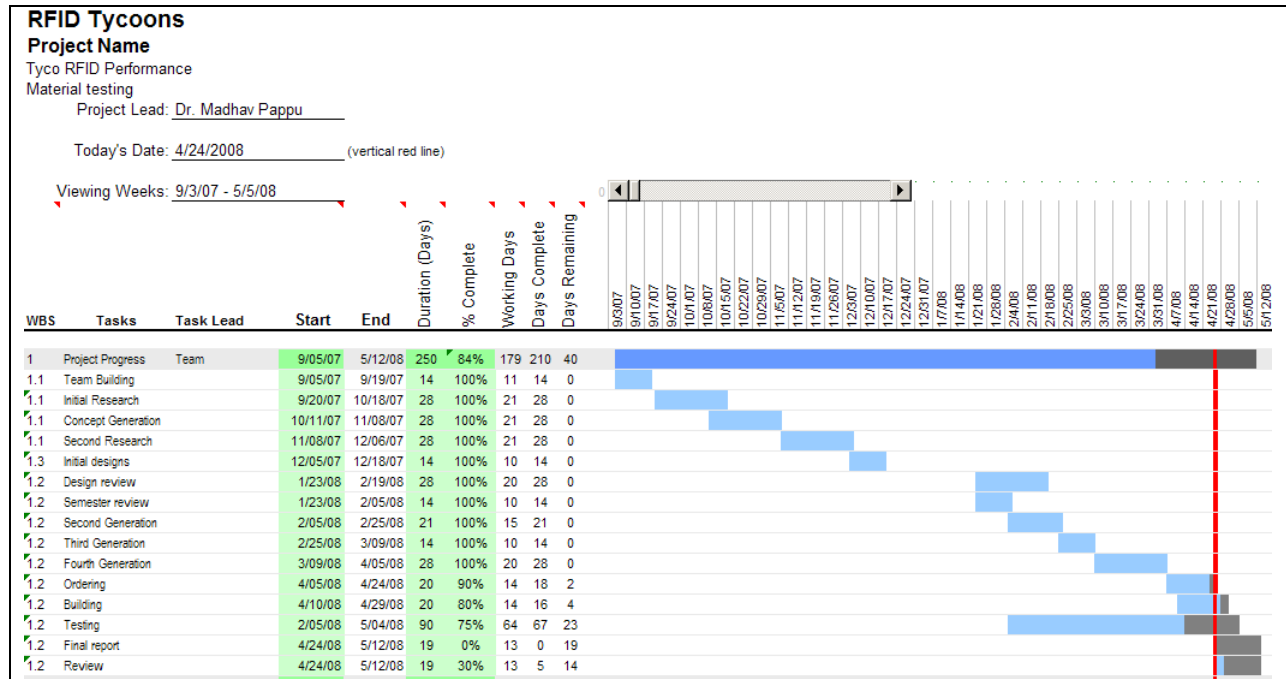 RFID Tycoons
Project Name
Tyco RFID Performance
Material testing
Project Lead: Dr. Madhav Pappu
Today's Date: 4/24/2008 (vertical red line)
Viewing Weeks: 9/3/07 - 5/5/08
0
WBS Tasks Task Lead Start End Duration (Days) % Complete Working Days Days Complete Days Remaining 9/3/07 9/10/07 9/17/07 9/24/07 10/1/07 10/8/07 10/15/07 10/22/07 10/29/07 11/5/07 11/12/07 11/19/07 11/26/07 12/3/07 12/10/07 12/17/07 12/24/07 12/31/07 1/7/08 1/14/08 1/21/08 1/28/08 2/4/08 2/11/08 2/18/08 2/25/08 3/3/08 3/10/08 3/17/08 3/24/08 3/31/08 4/7/08 4/14/08 4/21/08 4/28/08 5/5/08 5/12/08
1 Project Progress Team 9/05/07 5/12/08 250 84% 179 210 40
1.1 Team Building 9/05/07 9/19/07 14 100% 11 14 0
1.1 Initial Research 9/20/07 10/18/07 28 100% 21 28 0
1.1 Concept Generation 10/11/07 11/08/07 28 100% 21 28 0
1.1 Second Research 11/08/07 12/06/07 28 100% 21 28 0
1.3 Initial designs 12/05/07 12/18/07 14 100% 10 14 0
1.2 Design review 1/23/08 2/19/08 28 100% 20 28 0
1.2 Semester review 1/23/08 2/05/08 14 100% 10 14 0
1.2 Second Generation 2/05/08 2/25/08 21 100% 15 21 0
1.2 Third Generation 2/25/08 3/09/08 14 100% 10 14 0
1.2 Fourth Generation 3/09/08 4/05/08 28 100% 20 28 0
1.2 Ordering 4/05/08 4/24/08 20 90% 14 18 2
1.2 Building 4/10/08 4/29/08 20 80% 14 16 4
1.2 Testing 2/05/08 5/04/08 90 75% 64 67 23
1.2 Final report 4/24/08 5/12/08 19 0% 13 0 19
1.2 Review 4/24/08 5/12/08 19 30% 13 5 14